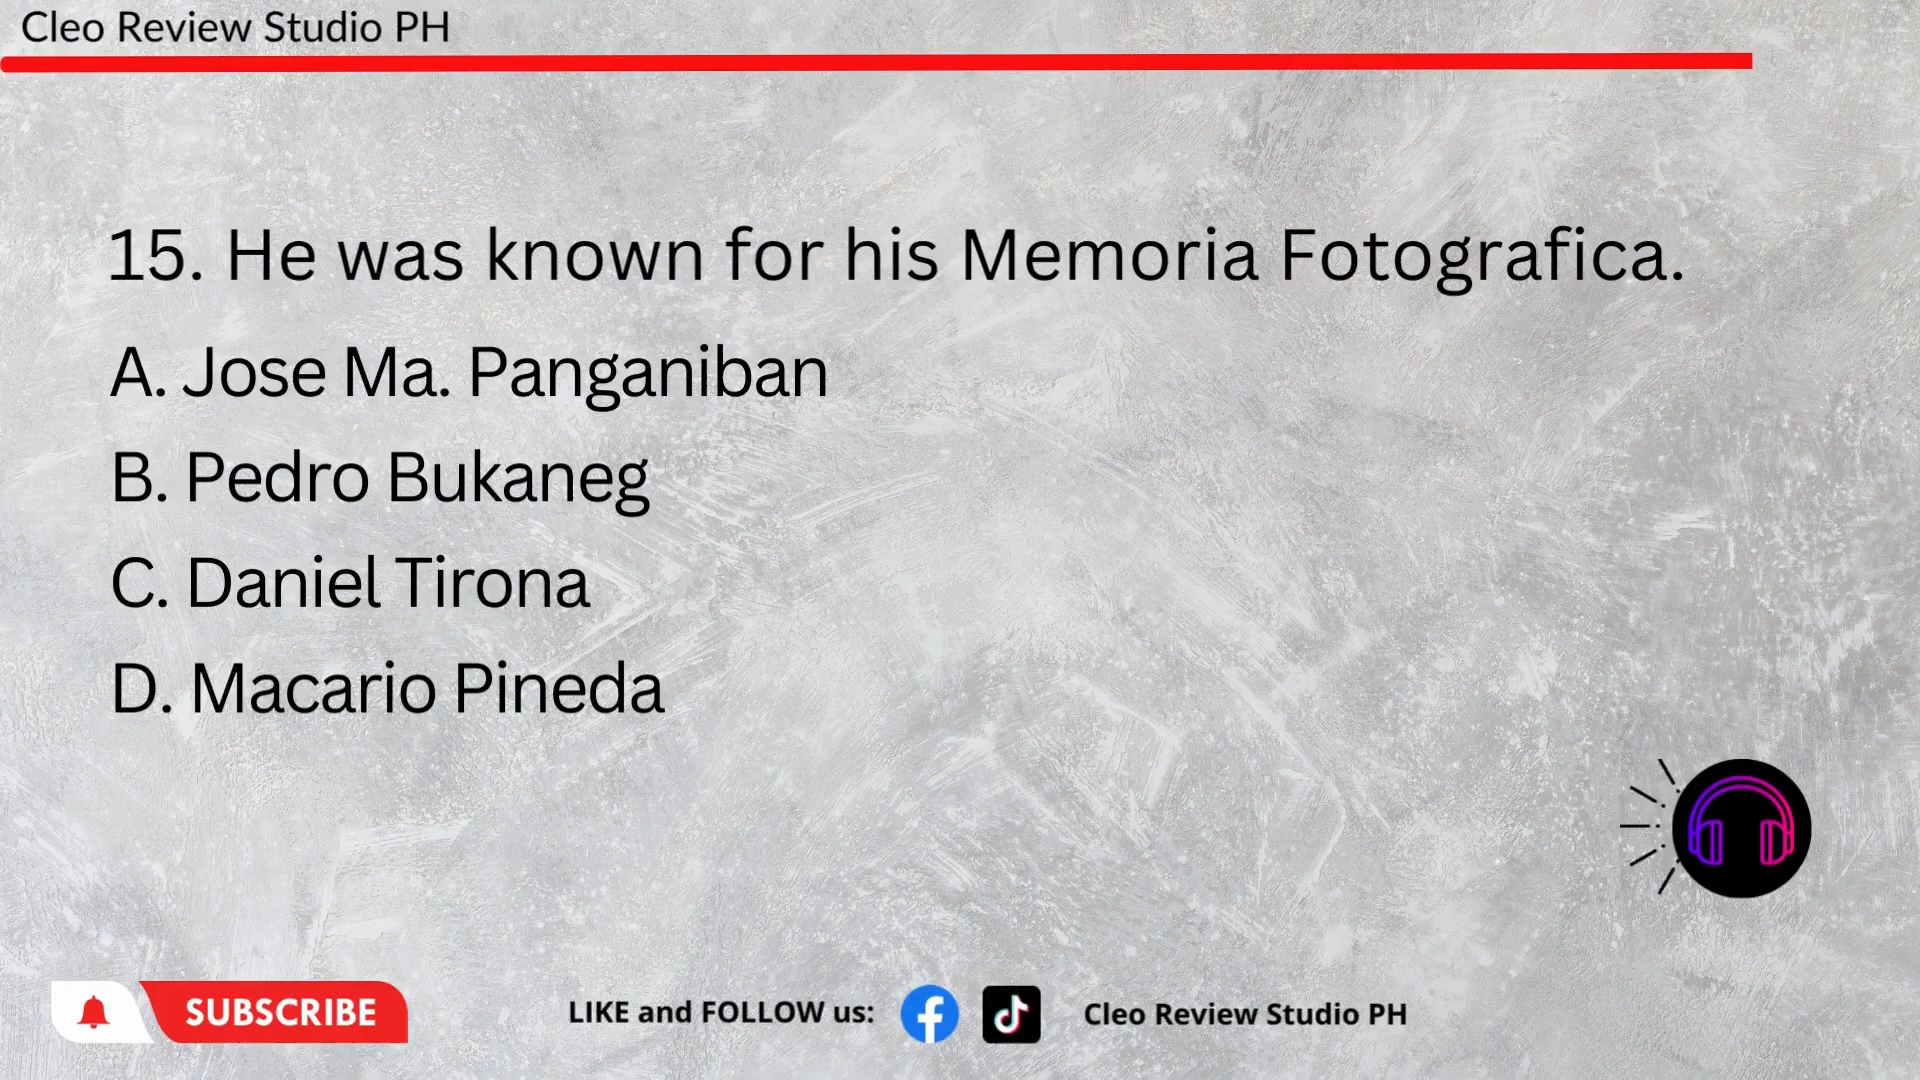 Cleo Review Studio PH
15. He was known for his Memoria Fotografica.
A. Jose Ma. Panganiban
B. Pedro Bukaneg
C. Daniel Tirona
D. Macario Pineda
SUBSCRIBE
LIKE and FOLLOW us:
Cleo Review Studio PH